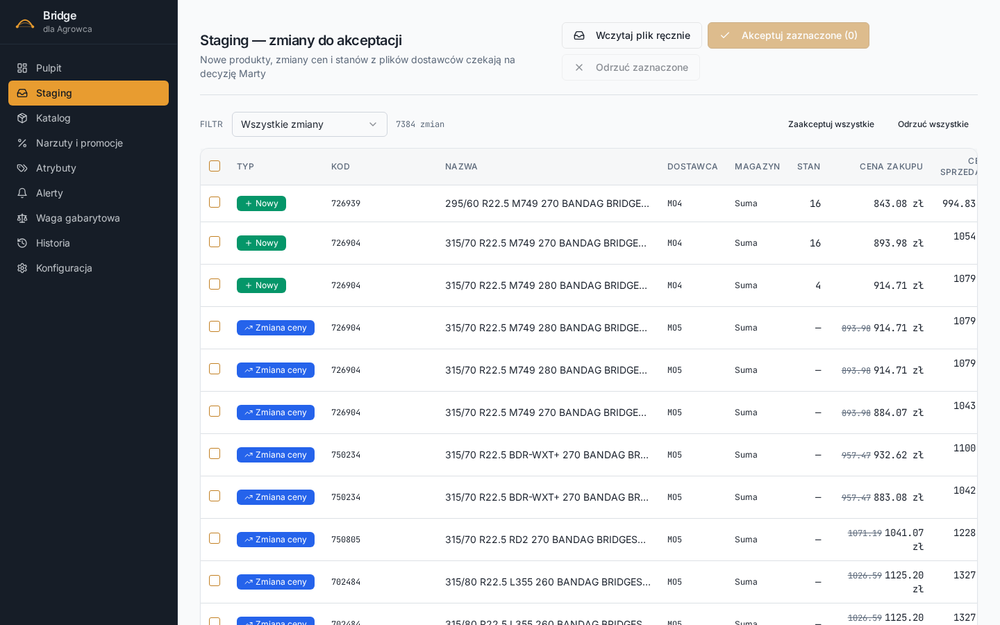 Bridge
dla Agrowca
Pulpit
Staging
Katalog
Narzuty i promocje
Atrybuty
Alerty
Waga gabarytowa
Historia
Konfiguracja
Staging — zmiany do akceptacji
Nowe produkty, zmiany cen i stanów z plików dostawców czekają na
decyzję Marty
Wczytaj plik ręcznie
Akceptuj zaznaczone (0)
Odrzuć zaznaczone
FILTR Wszystkie zmiany 7384 zmian Zaakceptuj wszystkie Odrzuć wszystkie
TYP KOD NAZWA DOSTAWCA MAGAZYN STAN CENA ZAKUPU CE
SPRZEDA
Nowy 726939 295/60 R22.5 M749 270 BANDAG BRIDGE... MO4 Suma 16 843.08 zł 994.83
Nowy 726904 315/70 R22.5 M749 270 BANDAG BRIDGE... MO4 Suma 16 893.98 zł 1054
Nowy 726904 315/70 R22.5 M749 280 BANDAG BRIDGE... MO4 Suma 4 914.71 zł 1079
Zmiana ceny 726904 315/70 R22.5 M749 280 BANDAG BRIDGE... MO5 Suma — 893.98 914.71 zł 1079
Zmiana ceny 726904 315/70 R22.5 M749 280 BANDAG BRIDGE... MO5 Suma — 893.98 914.71 zł 1079
Zmiana ceny 726904 315/70 R22.5 M749 270 BANDAG BRIDGE... MO5 Suma — 893.98 884.07 zł 1043
Zmiana ceny 750234 315/70 R22.5 BDR-WXT+ 270 BANDAG BR... MO5 Suma — 957.47 932.62 zł 1100
Zmiana ceny 750234 315/70 R22.5 BDR-WXT+ 270 BANDAG BR... MO5 Suma — 957.47 883.08 zł 1042
Zmiana ceny 750805 315/70 R22.5 RD2 270 BANDAG BRIDGES... MO5 Suma — 1071.19 1041.07 1228
zł
Zmiana ceny 702484 315/80 R22.5 L355 260 BANDAG BRIDGES... MO5 Suma — 1026.59 1125.20 1327
zł
Zmiana ceny 702484 315/80 R22.5 L355 260 BANDAG BRIDGES... MO5 Suma — 1026.59 1125.20 1327